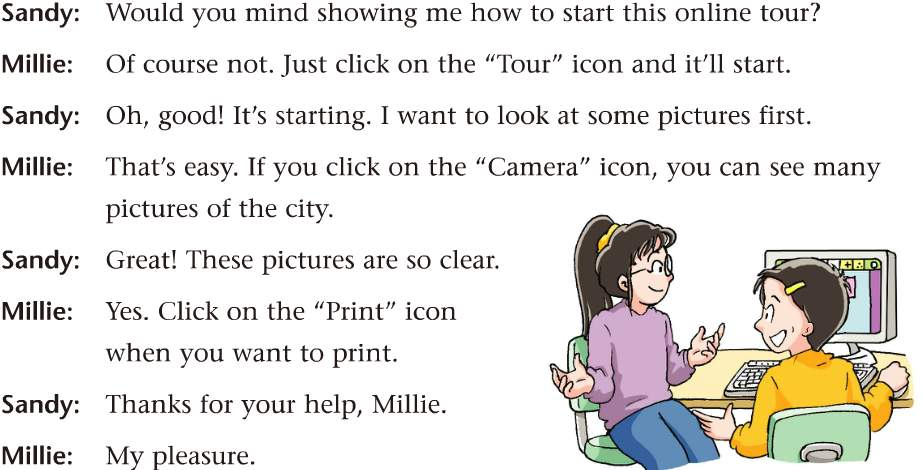 Sandy: Would you mind showing me how to start this online tour?
Millie: Of course not. Just click on the “Tour” icon and it’ll start.
Sandy: Oh, good! It’s starting. I want to look at some pictures first.
Millie: That’s easy. If you click on the “Camera” icon, you can see many
pictures of the city.
Sandy: Great! These pictures are so clear.
Millie: Yes. Click on the “Print” icon
when you want to print.
Sandy: Thanks for your help, Millie.
Millie: My pleasure.